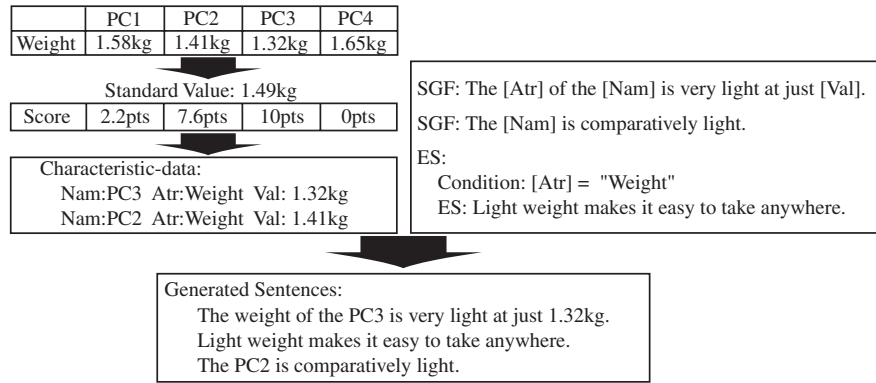 PC1 PC2 PC3 PC4
Weight 1.58kg 1.41kg 1.32kg 1.65kg
Standard Value: 1.49kg
Score 2.2pts 7.6pts 10pts 0pts
Characteristic-data:
Nam:PC3 Atr:Weight Val: 1.32kg
Nam:PC2 Atr:Weight Val: 1.41kg
SGF: The [Atr] of the [Nam] is very light at just [Val].
SGF: The [Nam] is comparatively light.
ES:
Condition: [Atr] = "Weight"
ES: Light weight makes it easy to take anywhere.
Generated Sentences:
The weight of the PC3 is very light at just 1.32kg.
Light weight makes it easy to take anywhere.
The PC2 is comparatively light.